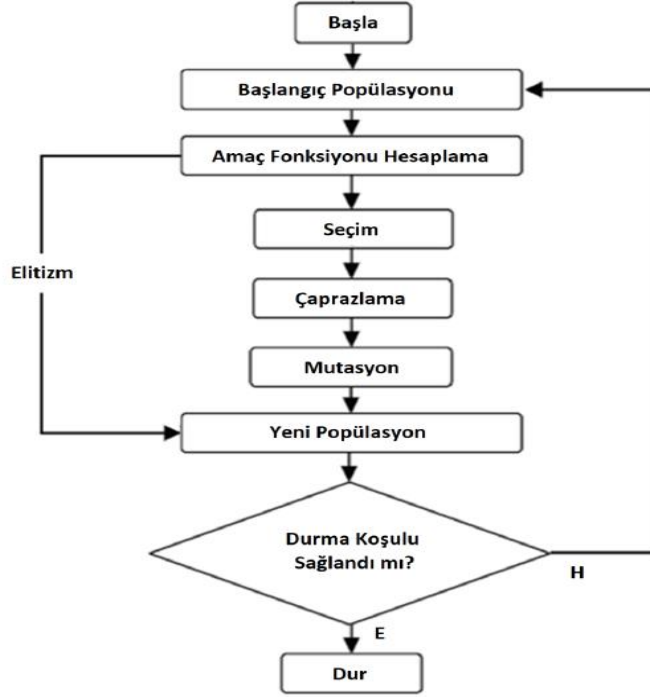 Başla
Başlangıç Popülasyonu
Amaç Fonksiyonu Hesaplama
Seçim
Elitizm
Çaprazlama
Mutasyon
Yeni Popülasyon
Durma Koşulu
Sağlandı mı?
H
E
Dur